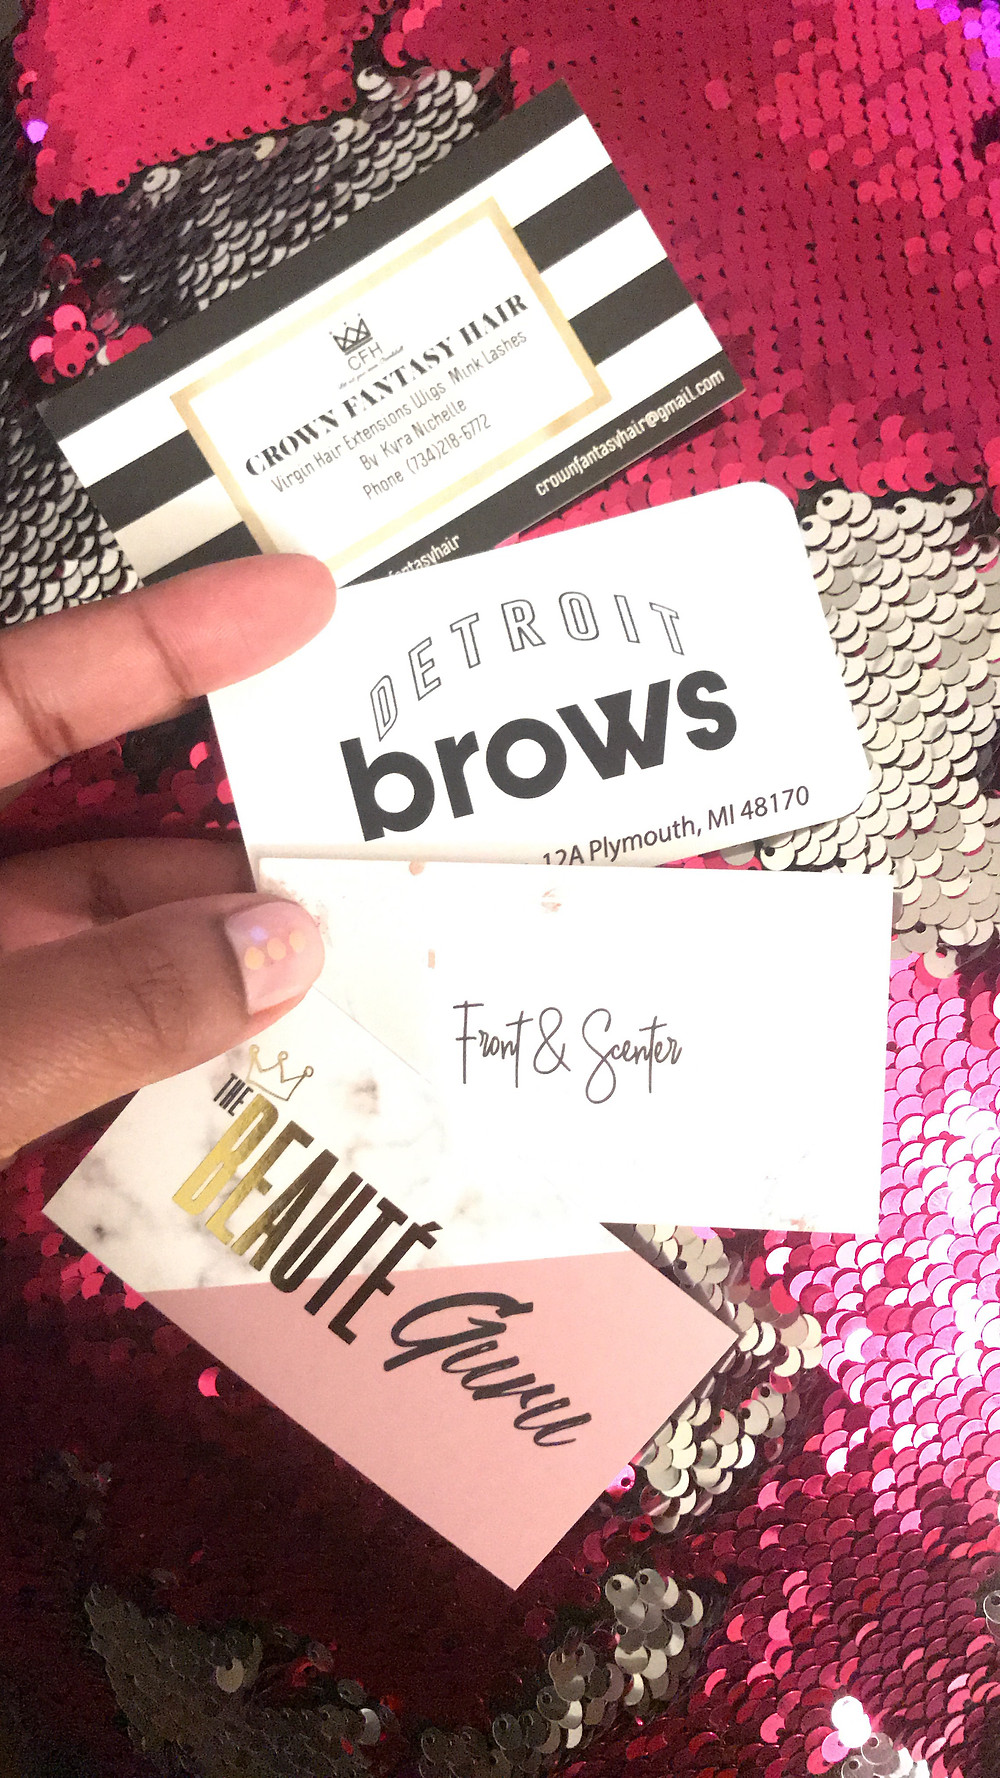 CFH
CROWN FANTASY HAIR
Virgin Hair Extensions Wigs Mink Lashes
By Kyra Nichelle
Phone (734)218-6772
crownfantasyhair@gmail.com
fantasyhair
DETROIT
brows
12A Plymouth, MI 48170
Front & Scenter
THE
BEAUTÉ
Guru